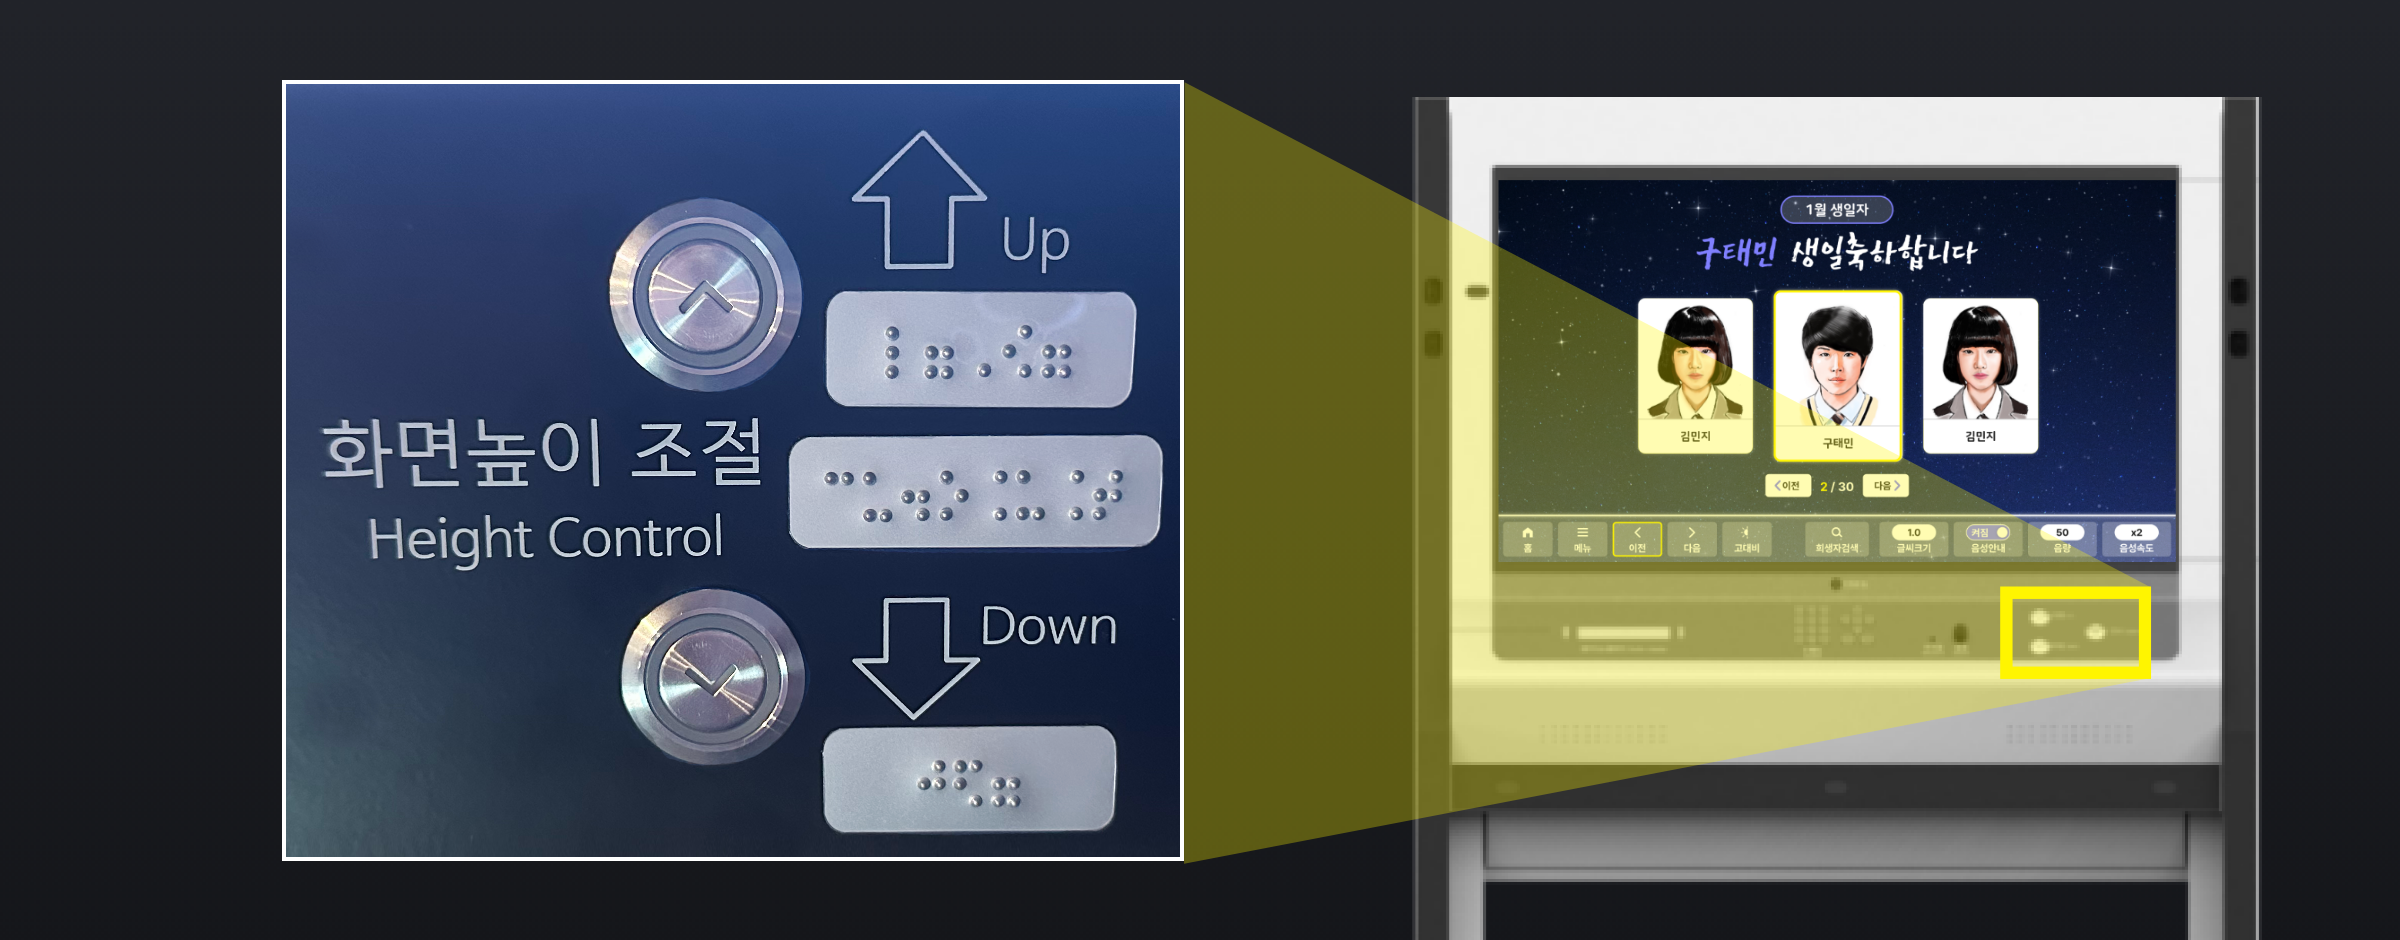 Up
화면높이 조절
Height Control
Down
1월 생일자
구태민 생일축하합니다
김민지
구태민
김민지
이전 2 / 30 다음
홈 메뉴 이전 다음 고대비 희생자검색 1.0 글씨크기 켜짐 음성안내 50 음량 x2 음성속도